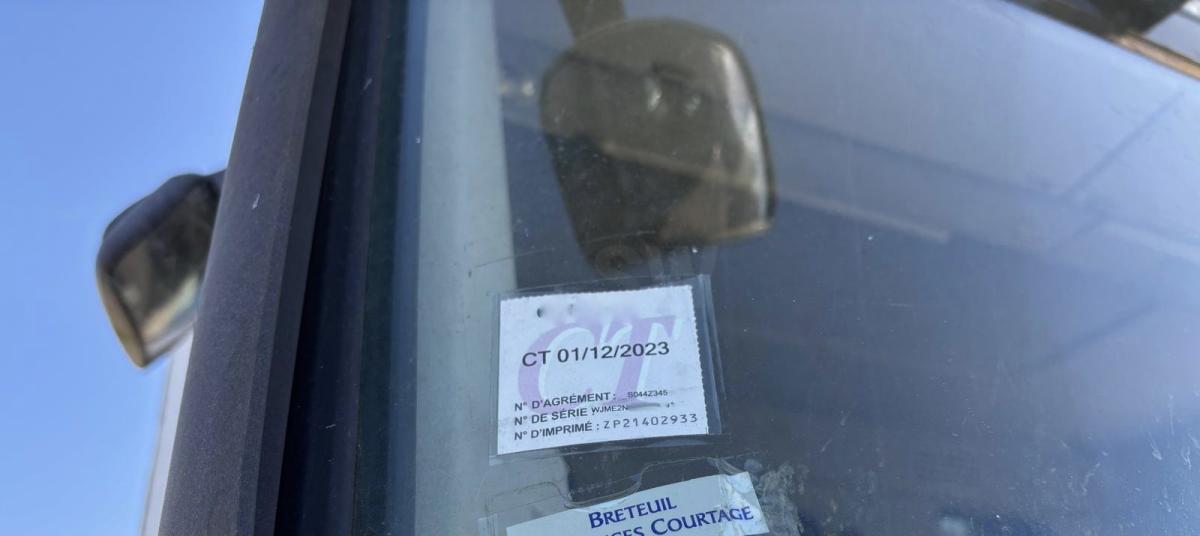 CT
CT 01/12/2023
N° D'AGRÉMENT : S044Z345
N° DE SÉRIE WJME2N
N° D'IMPRIMÉ : ZP21402933
BRETEUIL
COURTAGE